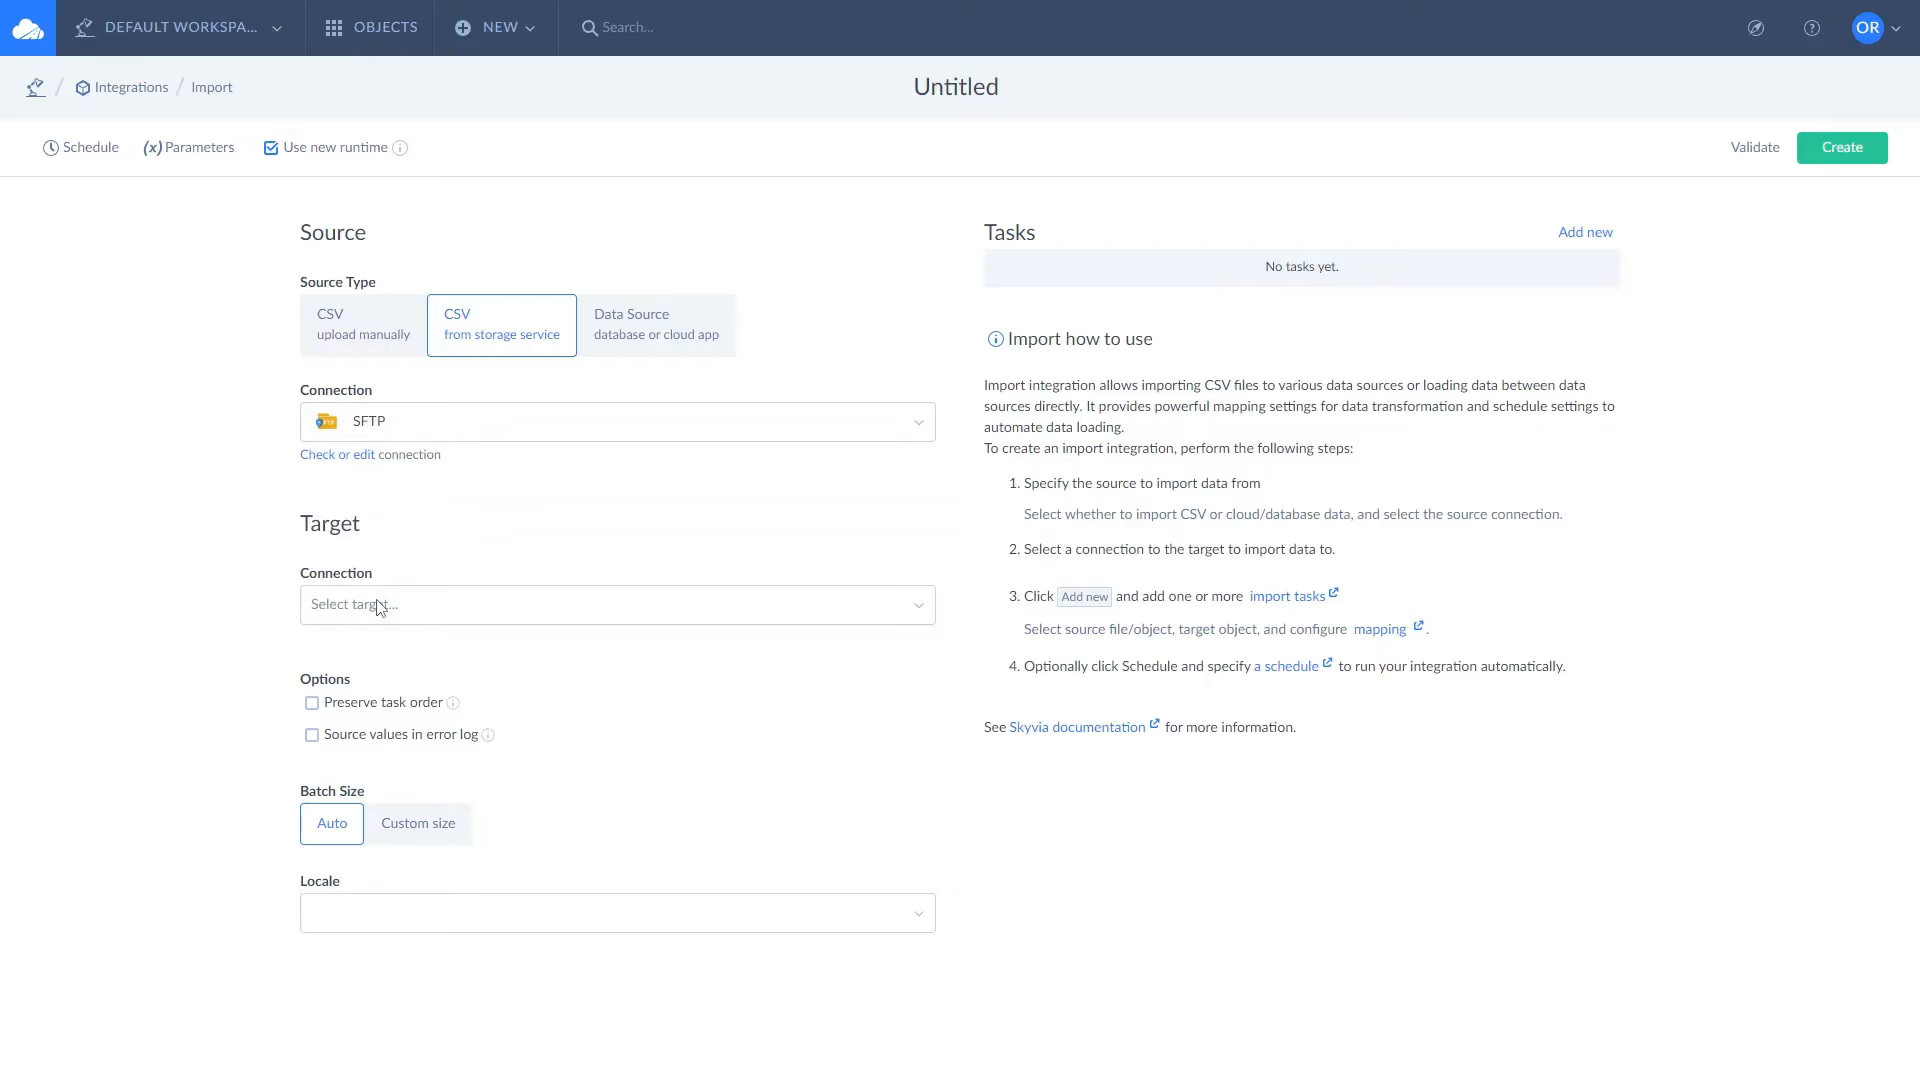 DEFAULT WORKSPA...
OBJECTS
NEW
Search...
OR
Integrations / Import
Untitled
Schedule
(x) Parameters
Use new runtime
Validate
Create
Source
Source Type
CSV
upload manually
CSV
from storage service
Data Source
database or cloud app
Connection
SFTP
Check or edit connection
Target
Connection
Select target...
Options
Preserve task order
Source values in error log
Batch Size
Auto
Custom size
Locale
Tasks
Add new
No tasks yet.
Import how to use
Import integration allows importing CSV files to various data sources or loading data between data
sources directly. It provides powerful mapping settings for data transformation and schedule settings to
automate data loading.
To create an import integration, perform the following steps:
1. Specify the source to import data from
Select whether to import CSV or cloud/database data, and select the source connection.
2. Select a connection to the target to import data to.
3. Click Add new and add one or more import tasks
Select source file/object, target object, and configure mapping .
4. Optionally click Schedule and specify a schedule to run your integration automatically.
See Skyvia documentation for more information.